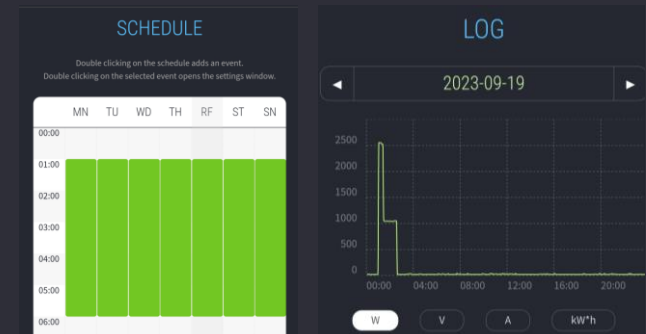 SCHEDULE
Double clicking on the schedule adds an event.
Double clicking on the selected event opens the settings window.
MN TU WD TH RF ST SN
00:00
01:00
02:00
03:00
04:00
05:00
06:00
LOG
◄ 2023-09-19 ►
2500
2000
1500
1000
500
0
00:00 04:00 08:00 12:00 16:00 20:00
W V A kW*h